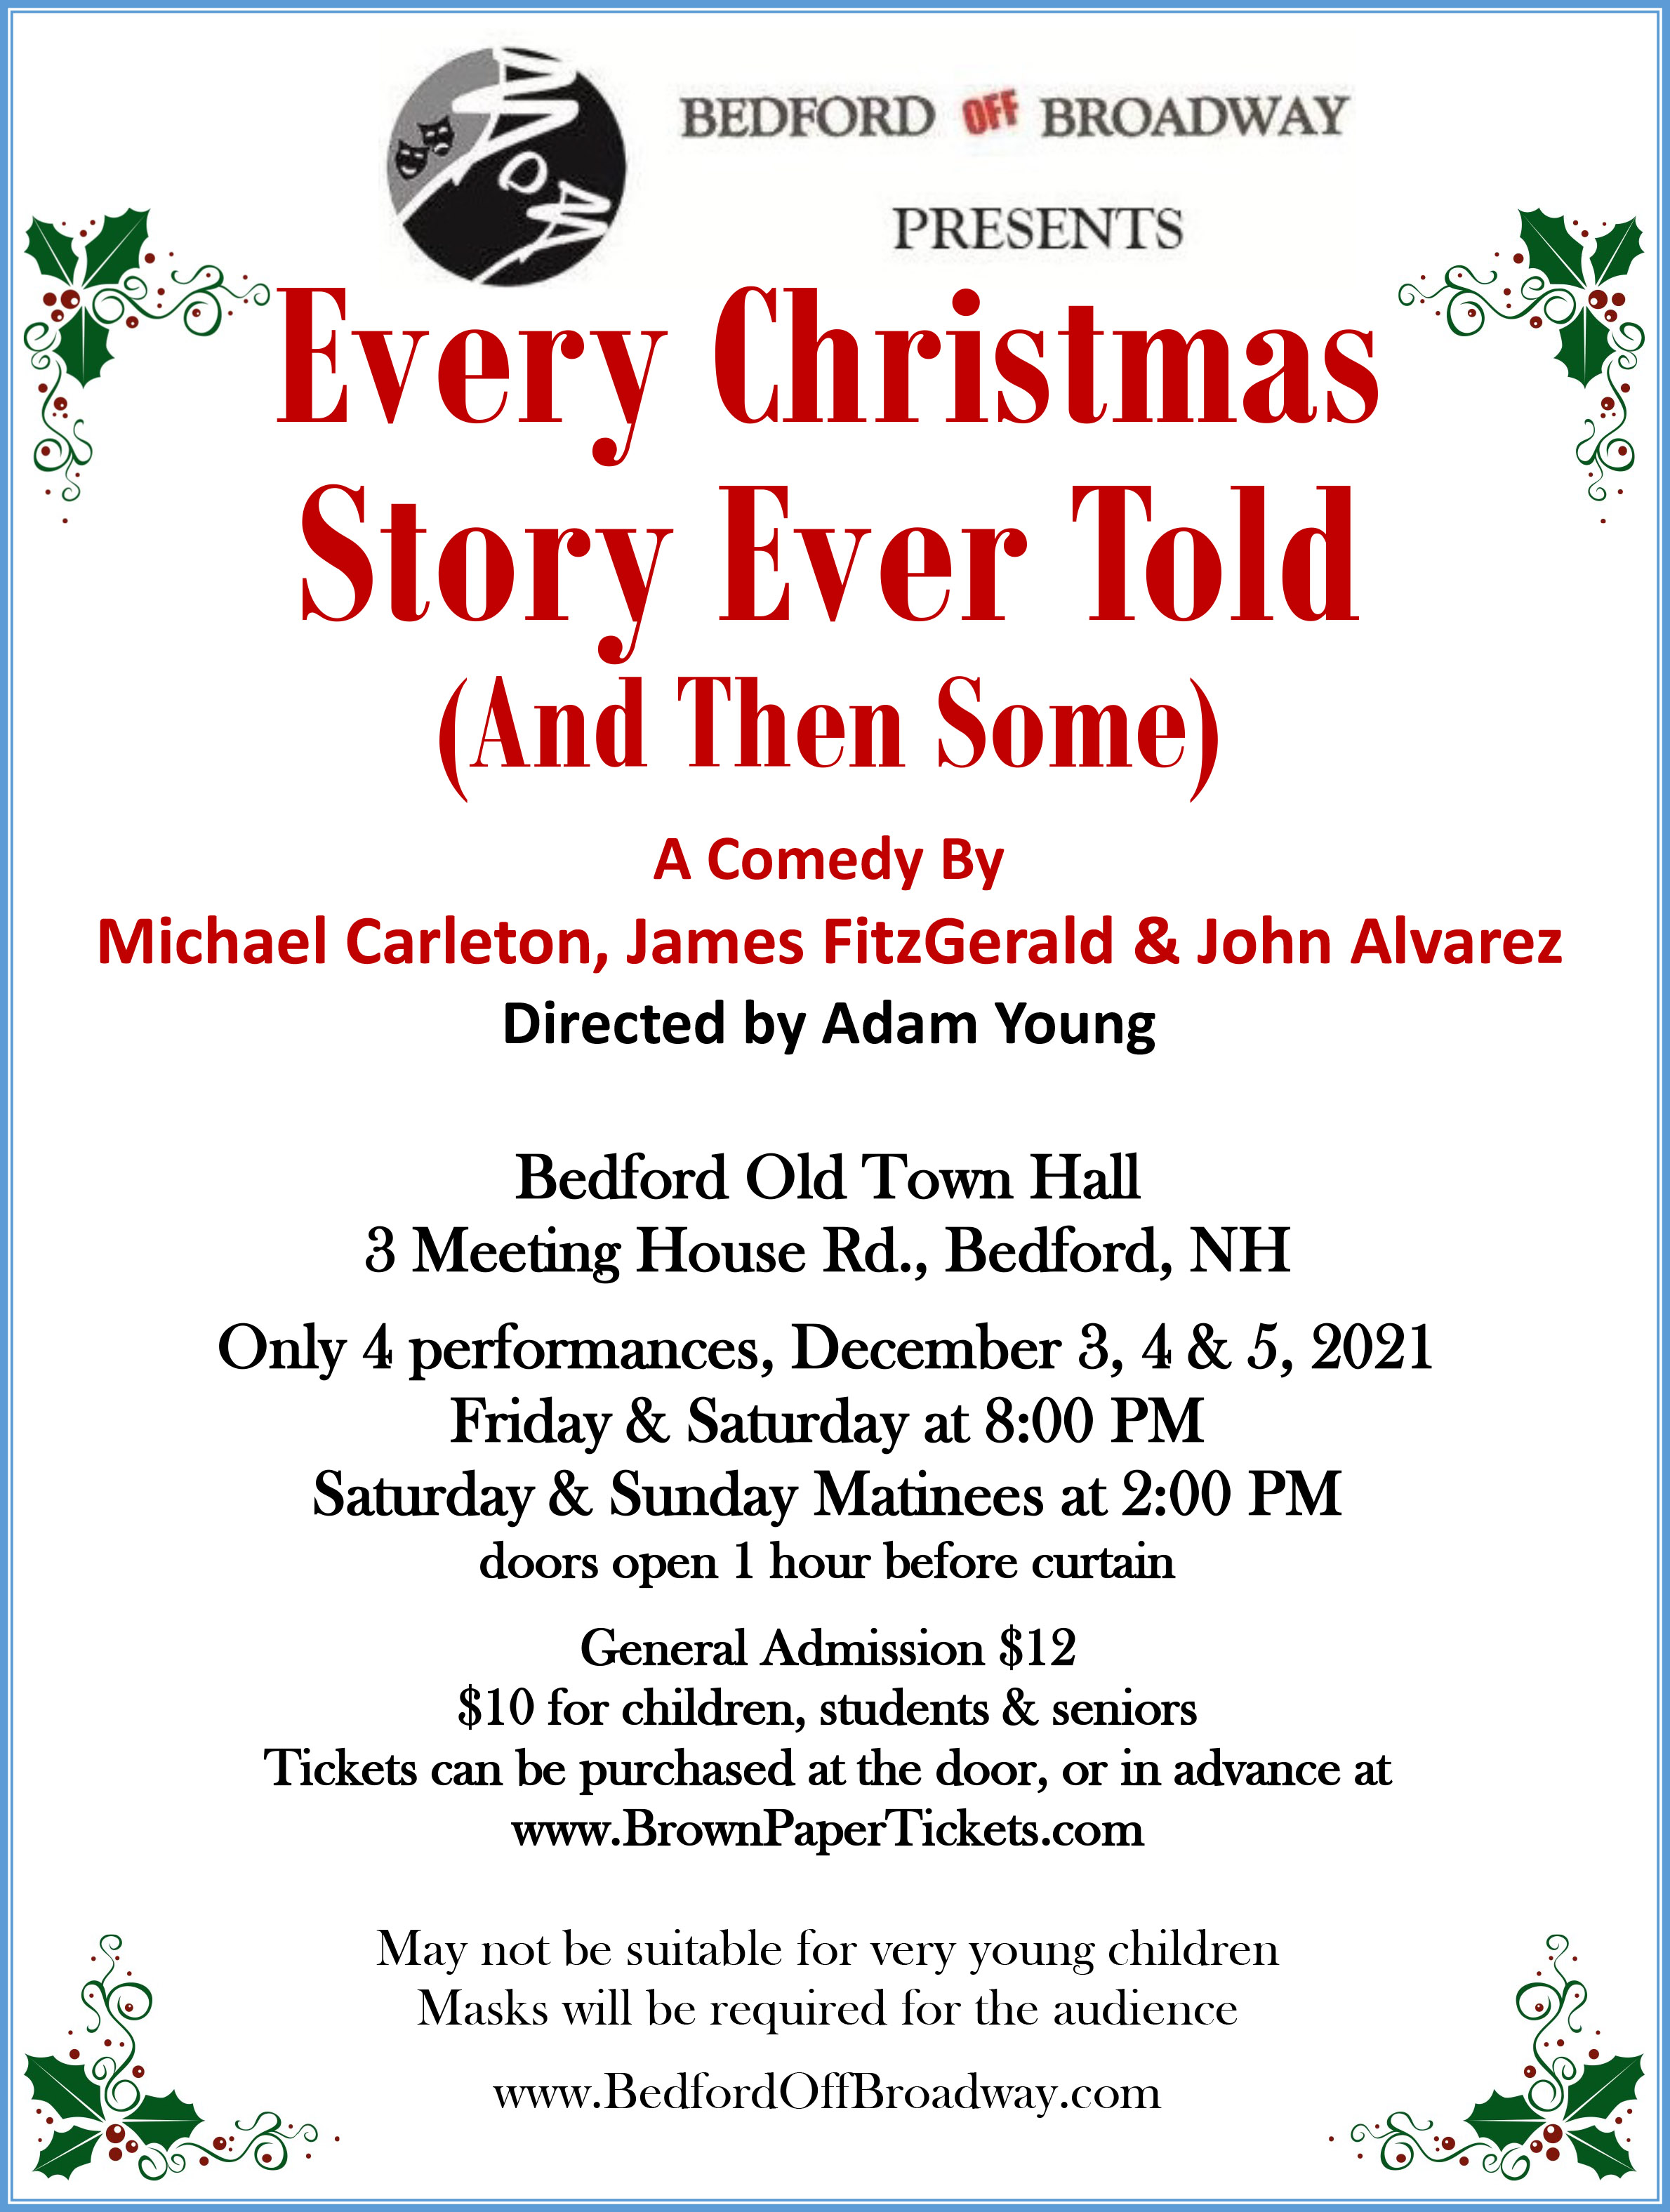 BEDFORD OFF BROADWAY
PRESENTS
Every Christmas
Story Ever Told
(And Then Some)
A Comedy By
Michael Carleton, James FitzGerald & John Alvarez
Directed by Adam Young
Bedford Old Town Hall
3 Meeting House Rd., Bedford, NH
Only 4 performances, December 3, 4 & 5, 2021
Friday & Saturday at 8:00 PM
Saturday & Sunday Matinees at 2:00 PM
doors open 1 hour before curtain
General Admission $12
$10 for children, students & seniors
Tickets can be purchased at the door, or in advance at
www.BrownPaperTickets.com
May not be suitable for very young children
Masks will be required for the audience
www.BedfordOffBroadway.com